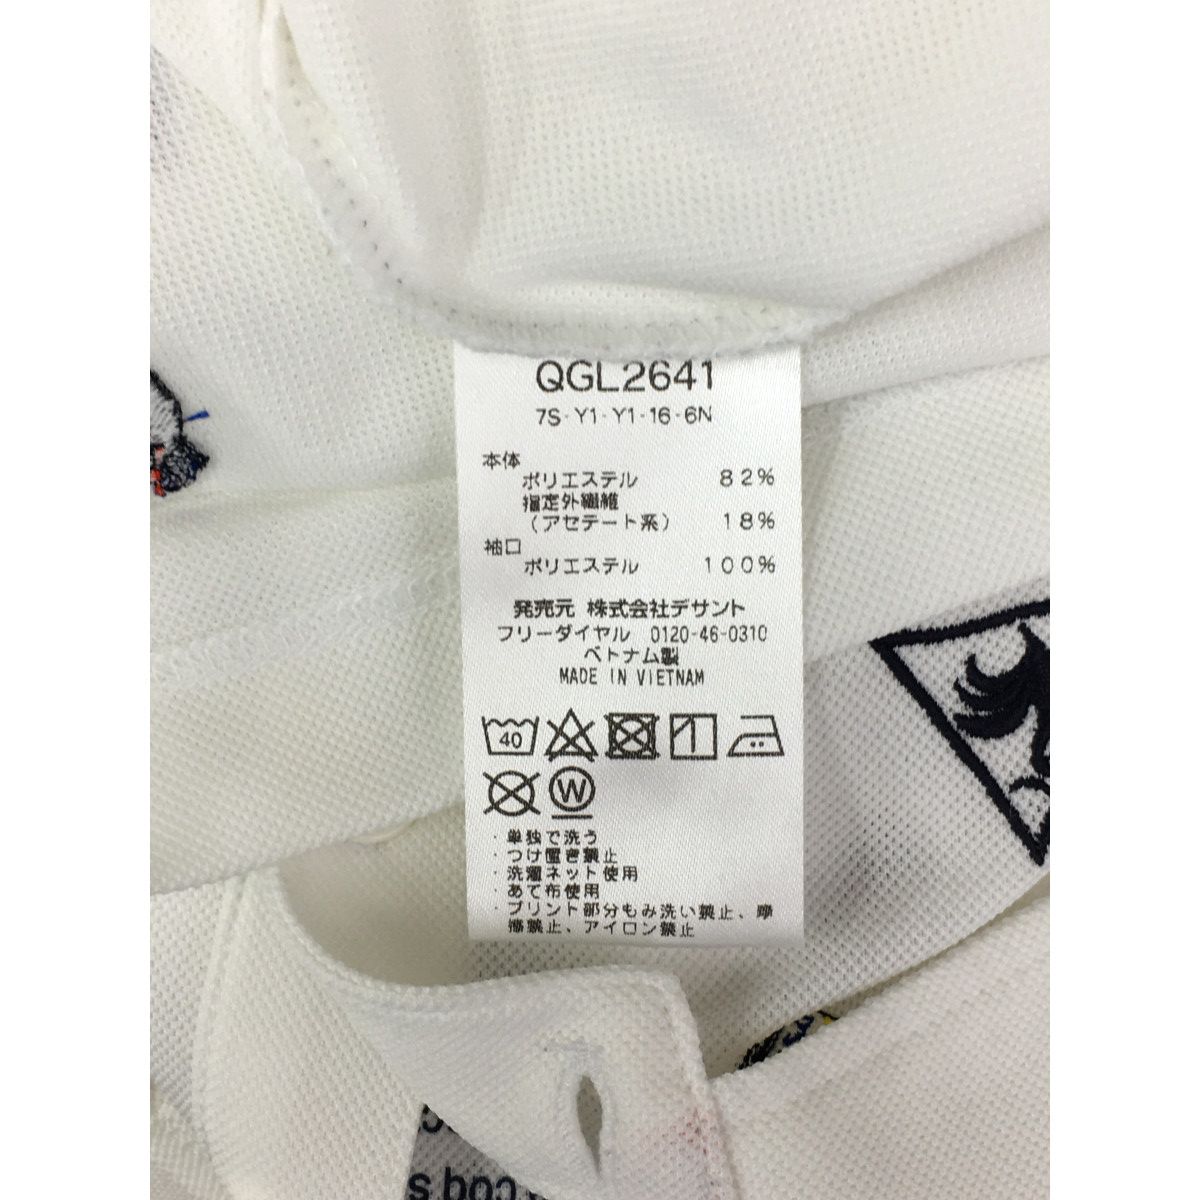 QGL2641
7S-Y1-Y1-16-6N
本体
ポリエステル 82%
指定外繊維
(アセテート系) 18%
袖口
ポリエステル 100%
発売元 株式会社デサント
フリーダイヤル 0120-46-0310
ベトナム製
MADE IN VIETNAM
40
W
・単独で洗う
・つけ置き禁止
・洗濯ネット使用
・あて布使用
・プリント部分もみ洗い禁止、摩
擦禁止、アイロン禁止
coq s